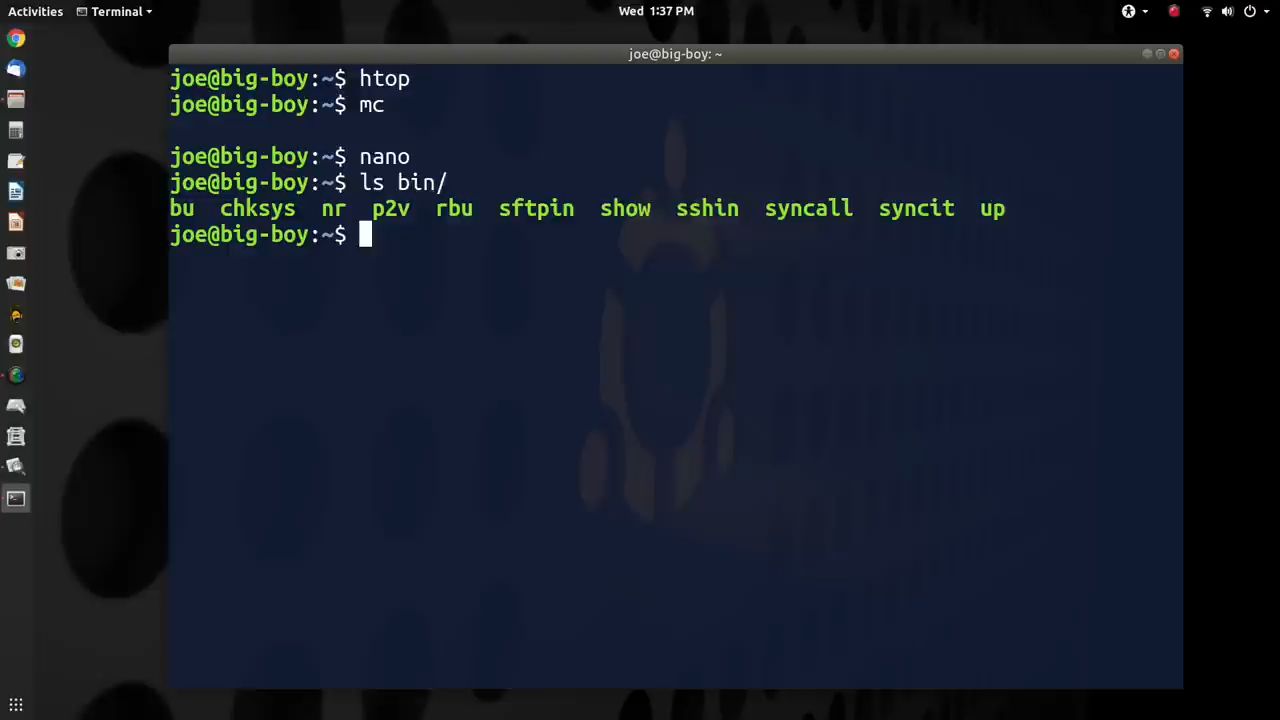 Activities Terminal Wed 1:37 PM
joe@big-boy: ~
joe@big-boy:~$ htop
joe@big-boy:~$ mc
joe@big-boy:~$ nano
joe@big-boy:~$ ls bin/
bu chksys nr p2v rbu sftpin show sshin syncall syncit up
joe@big-boy:~$